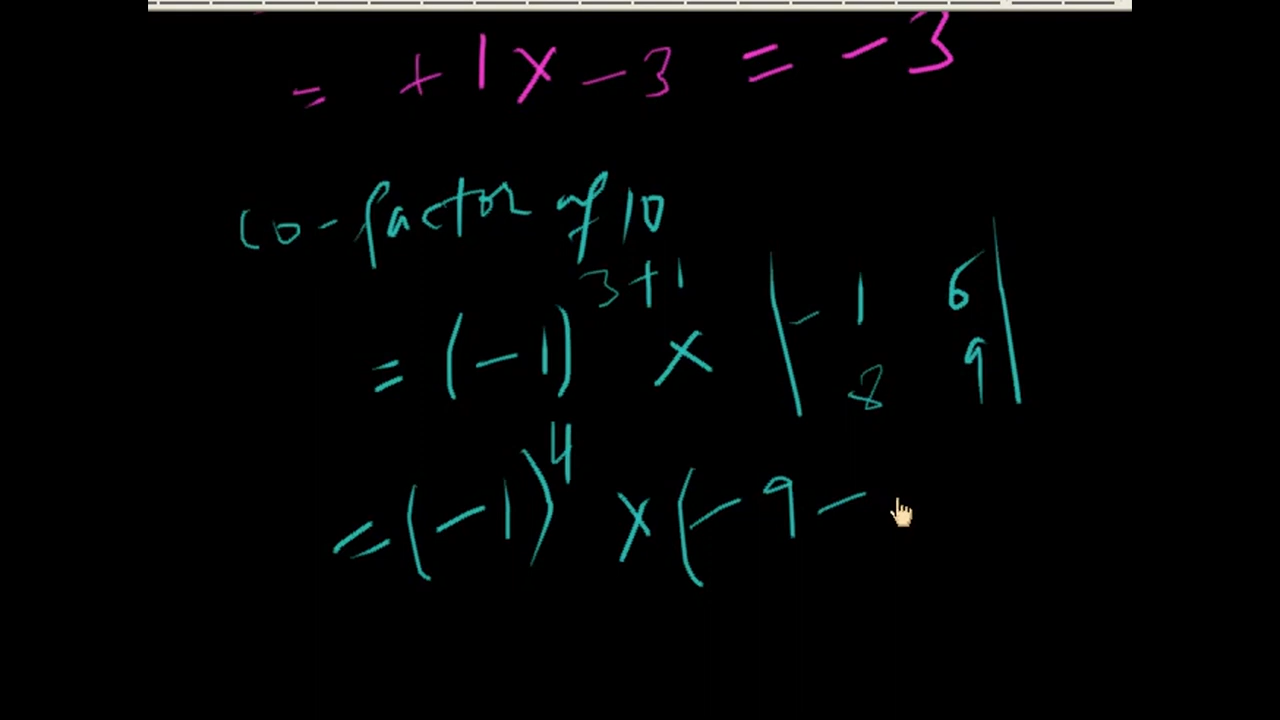 = +1 x - 3 = - 3
co-factor of 10
= (-1)^{3+1} x | -1 6 |
| 8 9 |
= (-1)^4 x (- 9 -